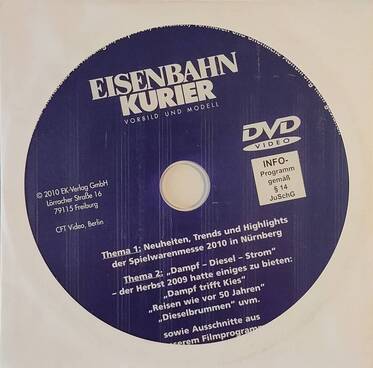 EISENBAHN
KURIER
VORBILD UND MODELL
DVD
VIDEO
INFO-
Programm
gemäß
§ 14
JuSchG
© 2010 EK-Verlag GmbH
Lörracher Straße 16
79115 Freiburg
CFT Video, Berlin
Thema 1: Neuheiten, Trends und Highlights
der Spielwarenmesse 2010 in Nürnberg
Thema 2: „Dampf – Diesel – Strom“
– der Herbst 2009 hatte einiges zu bieten:
„Dampf trifft Kies“
„Reisen wie vor 50 Jahren“
„Dieselbrummen“ uvm.
sowie Ausschnitte aus